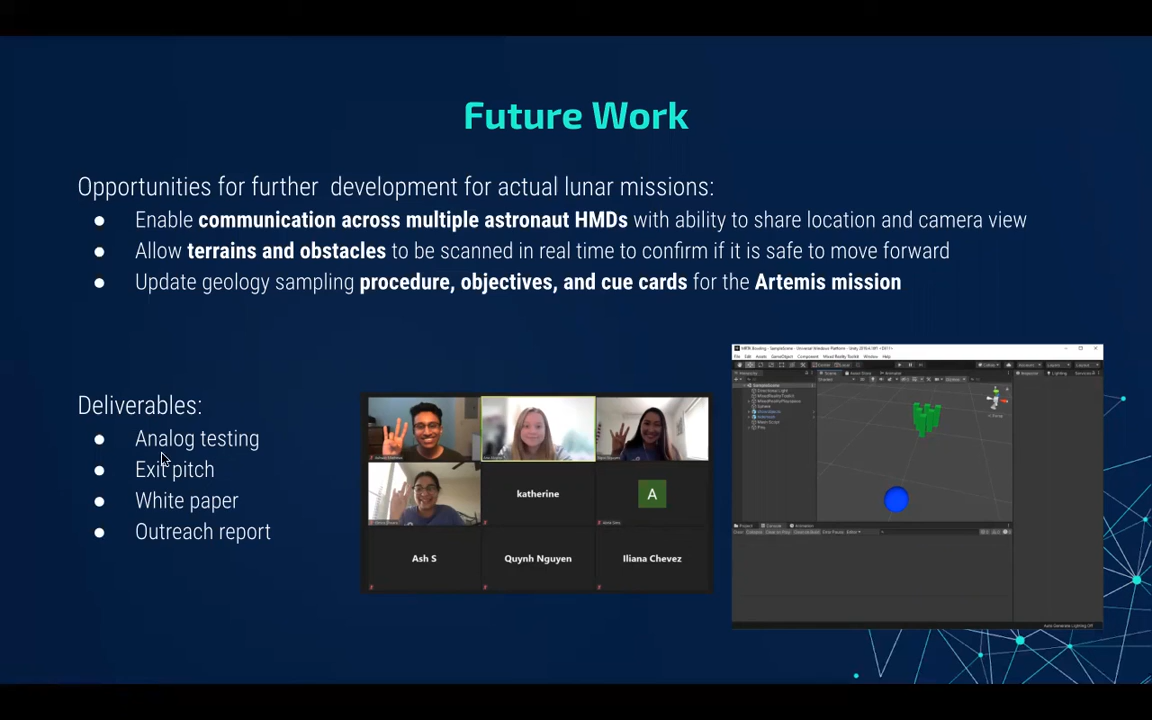 Future Work
Opportunities for further development for actual lunar missions:
● Enable communication across multiple astronaut HMDs with ability to share location and camera view
● Allow terrains and obstacles to be scanned in real time to confirm if it is safe to move forward
● Update geology sampling procedure, objectives, and cue cards for the Artemis mission
Deliverables:
● Analog testing
● Exit pitch
● White paper
● Outreach report
katherine
A
Ash S
Quynh Nguyen
Iliana Chevez